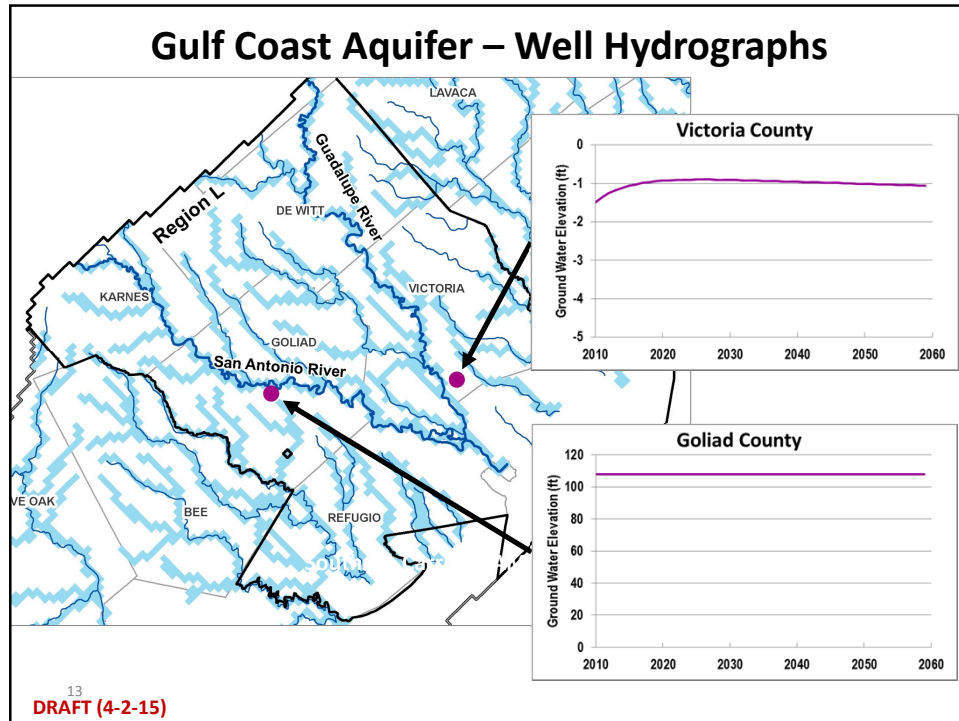 Gulf Coast Aquifer – Well Hydrographs
LAVACA
Guadalupe River
Region L
DE WITT
KARNES
VICTORIA
GOLIAD
San Antonio River
VE OAK
BEE
REFUGIO
Victoria County
Ground Water Elevation (ft)
0
-1
-2
-3
-4
-5
2010 2020 2030 2040 2050 2060
Goliad County
Ground Water Elevation (ft)
120
100
80
60
40
20
0
2010 2020 2030 2040 2050 2060
13
DRAFT (4-2-15)